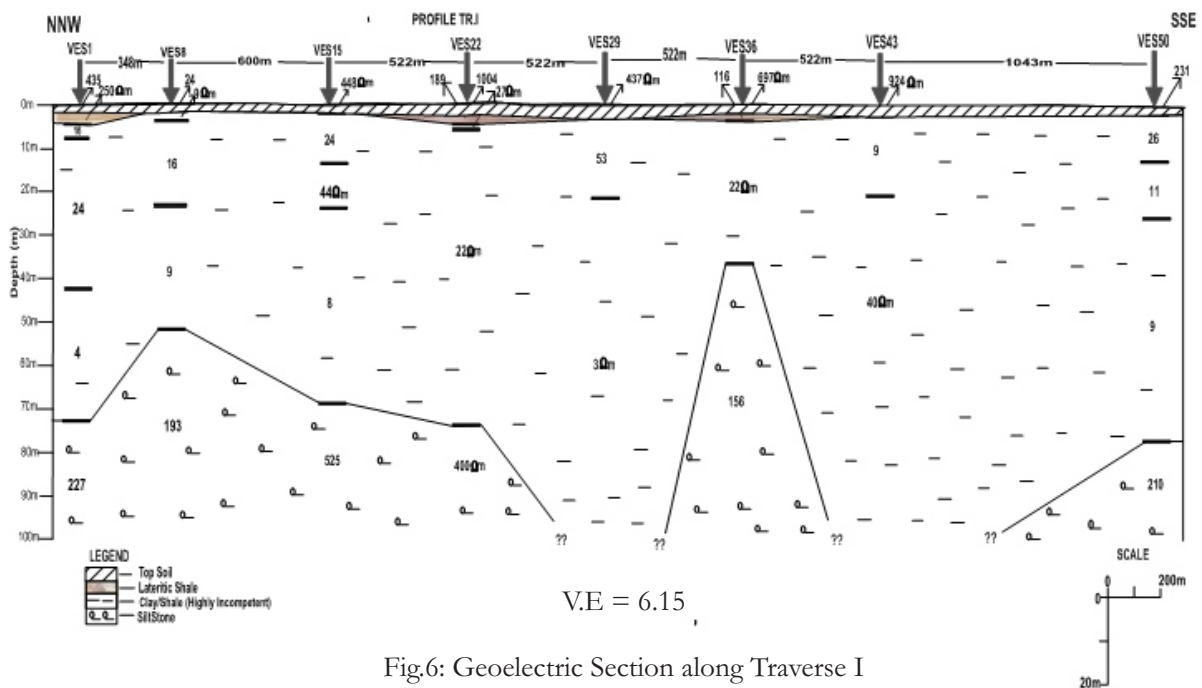 NNW PROFILE TR.I SSE
VES1 VES8 VES15 VES22 VES29 VES36 VES43 VES50
348m 600m 522m 522m 522m 522m 1043m
435 24 448Ωm 189 1004 437Ωm 116 697Ωm 924Ωm 231
250Ωm 9Ωm 27Ωm
Depth (m)
0m
10m
20m
30m
40m
50m
60m
70m
80m
90m
100m
16 24 53 9 26
16 44Ωm 22Ωm 11
24
22Ωm
9 8 40Ωm 9
4 3Ωm
193 156
227 525 400Ωm 210
?? ?? ?? ??
LEGEND
Top Soil
Lateritic Shale
Clay/Shale (Highly Incompetent)
SiltStone
V.E = 6.15
SCALE
0 200m
0
20m
Fig.6: Geoelectric Section along Traverse I